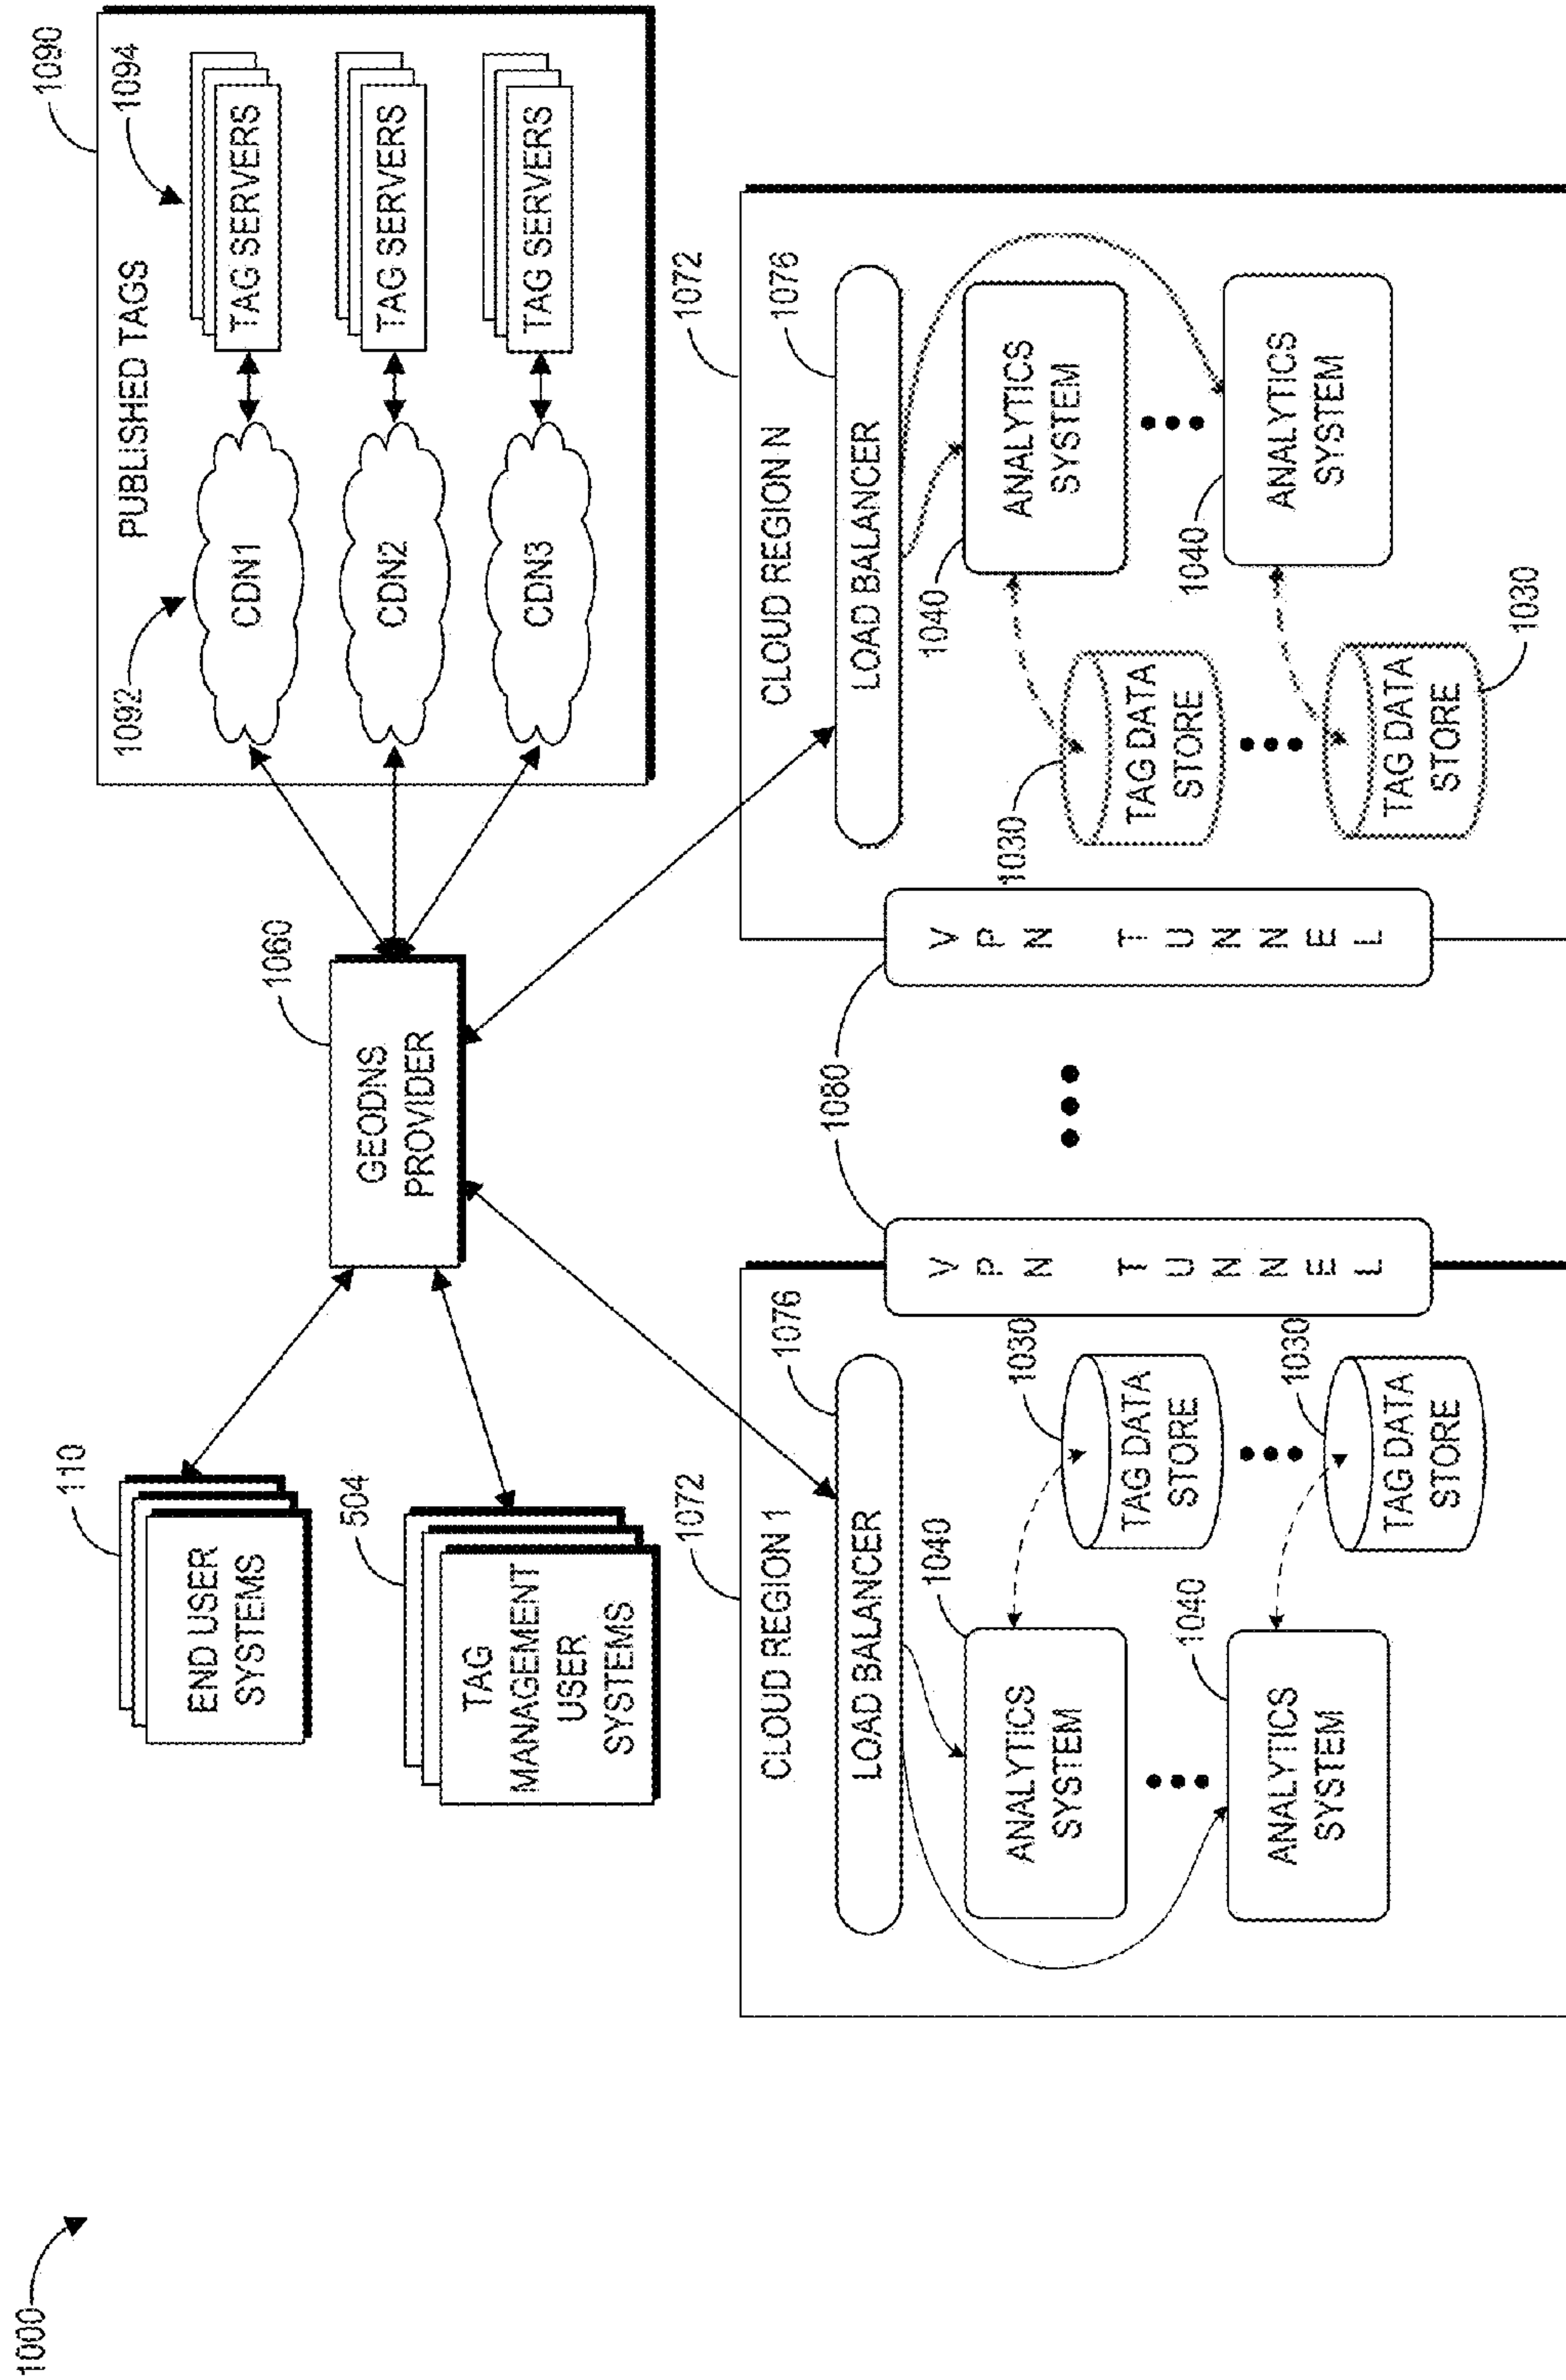 1000
110
END USER
SYSTEMS
504
TAG
MANAGEMENT
USER
SYSTEMS
1060
GEODNS
PROVIDER
1090
PUBLISHED TAGS
1092
1094
CDN1
TAG SERVERS
CDN2
TAG SERVERS
CDN3
TAG SERVERS
1072
CLOUD REGION 1
1076
LOAD BALANCER
1040
ANALYTICS
SYSTEM
1030
TAG DATA
STORE
1040
ANALYTICS
SYSTEM
1030
TAG DATA
STORE
VPN TUNNEL
1080
VPN TUNNEL
1072
CLOUD REGION N
1076
LOAD BALANCER
1030
TAG DATA
STORE
1040
ANALYTICS
SYSTEM
TAG DATA
STORE
1030
1040
ANALYTICS
SYSTEM